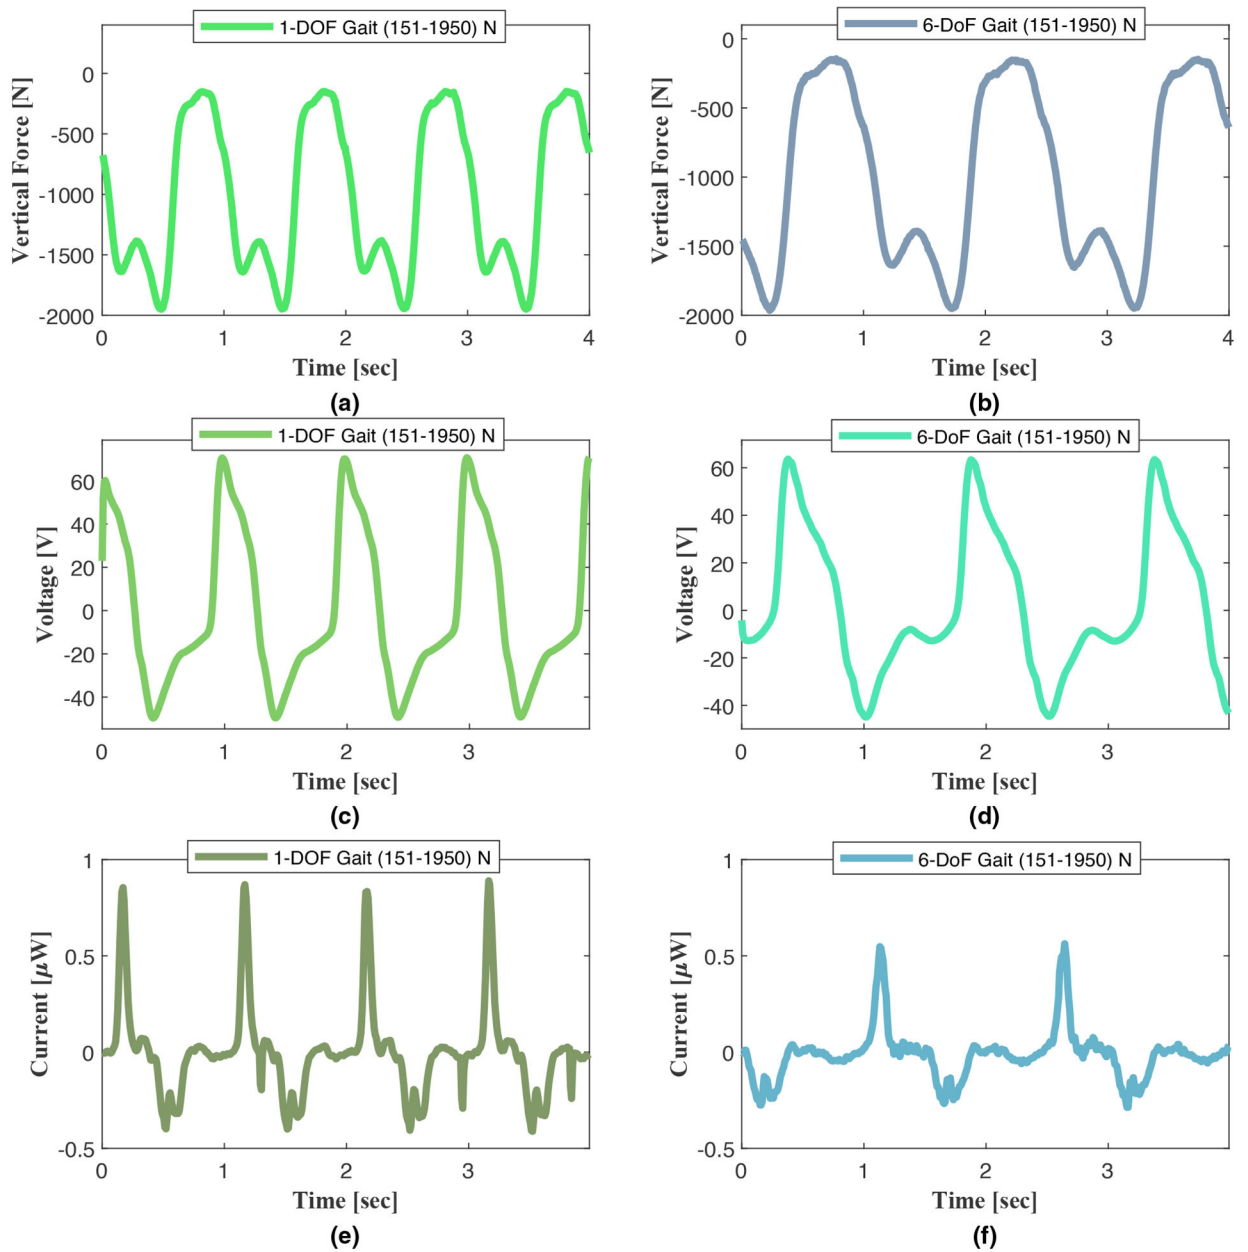 1-DOF Gait (151-1950) N
Vertical Force [N]
0
-500
-1000
-1500
-2000
0 1 2 3 4
Time [sec]
(a)
6-DoF Gait (151-1950) N
Vertical Force [N]
0
-500
-1000
-1500
-2000
0 1 2 3 4
Time [sec]
(b)
1-DOF Gait (151-1950) N
Voltage [V]
60
40
20
0
-20
-40
0 1 2 3
Time [sec]
(c)
6-DoF Gait (151-1950) N
Voltage [V]
60
40
20
0
-20
-40
0 1 2 3
Time [sec]
(d)
1-DOF Gait (151-1950) N
Current [μW]
1
0.5
0
-0.5
0 1 2 3
Time [sec]
(e)
6-DoF Gait (151-1950) N
Current [μW]
1
0.5
0
-0.5
0 1 2 3
Time [sec]
(f)